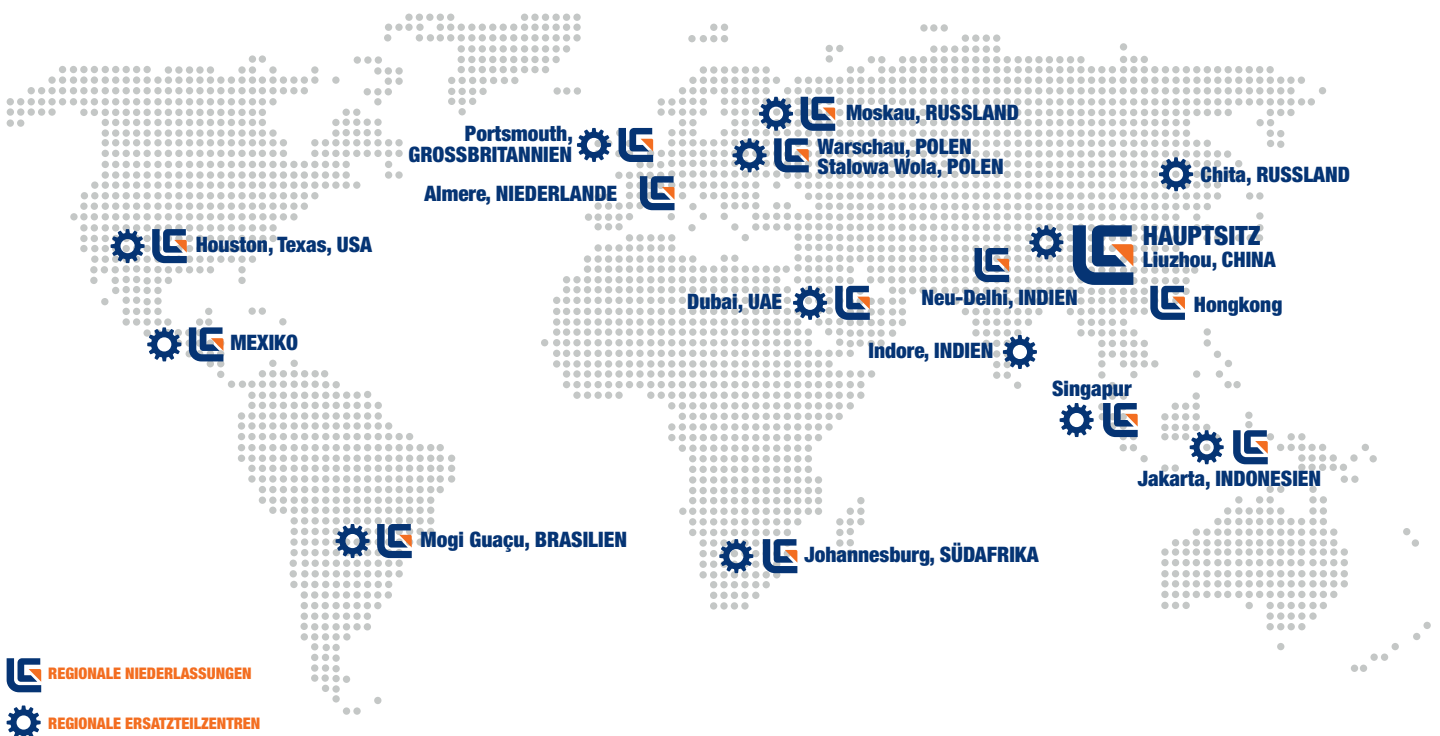 Moskau, RUSSLAND
Portsmouth,
GROSSBRITANNIEN
Warschau, POLEN
Stalowa Wola, POLEN
Chita, RUSSLAND
Almere, NIEDERLANDE
Houston, Texas, USA
HAUPTSITZ
Liuzhou, CHINA
Neu-Delhi, INDIEN
Dubai, UAE
Hongkong
MEXIKO
Indore, INDIEN
Singapur
Jakarta, INDONESIEN
Mogi Guaçu, BRASILIEN
Johannesburg, SÜDAFRIKA
REGIONALE NIEDERLASSUNGEN
REGIONALE ERSATZTEILZENTREN